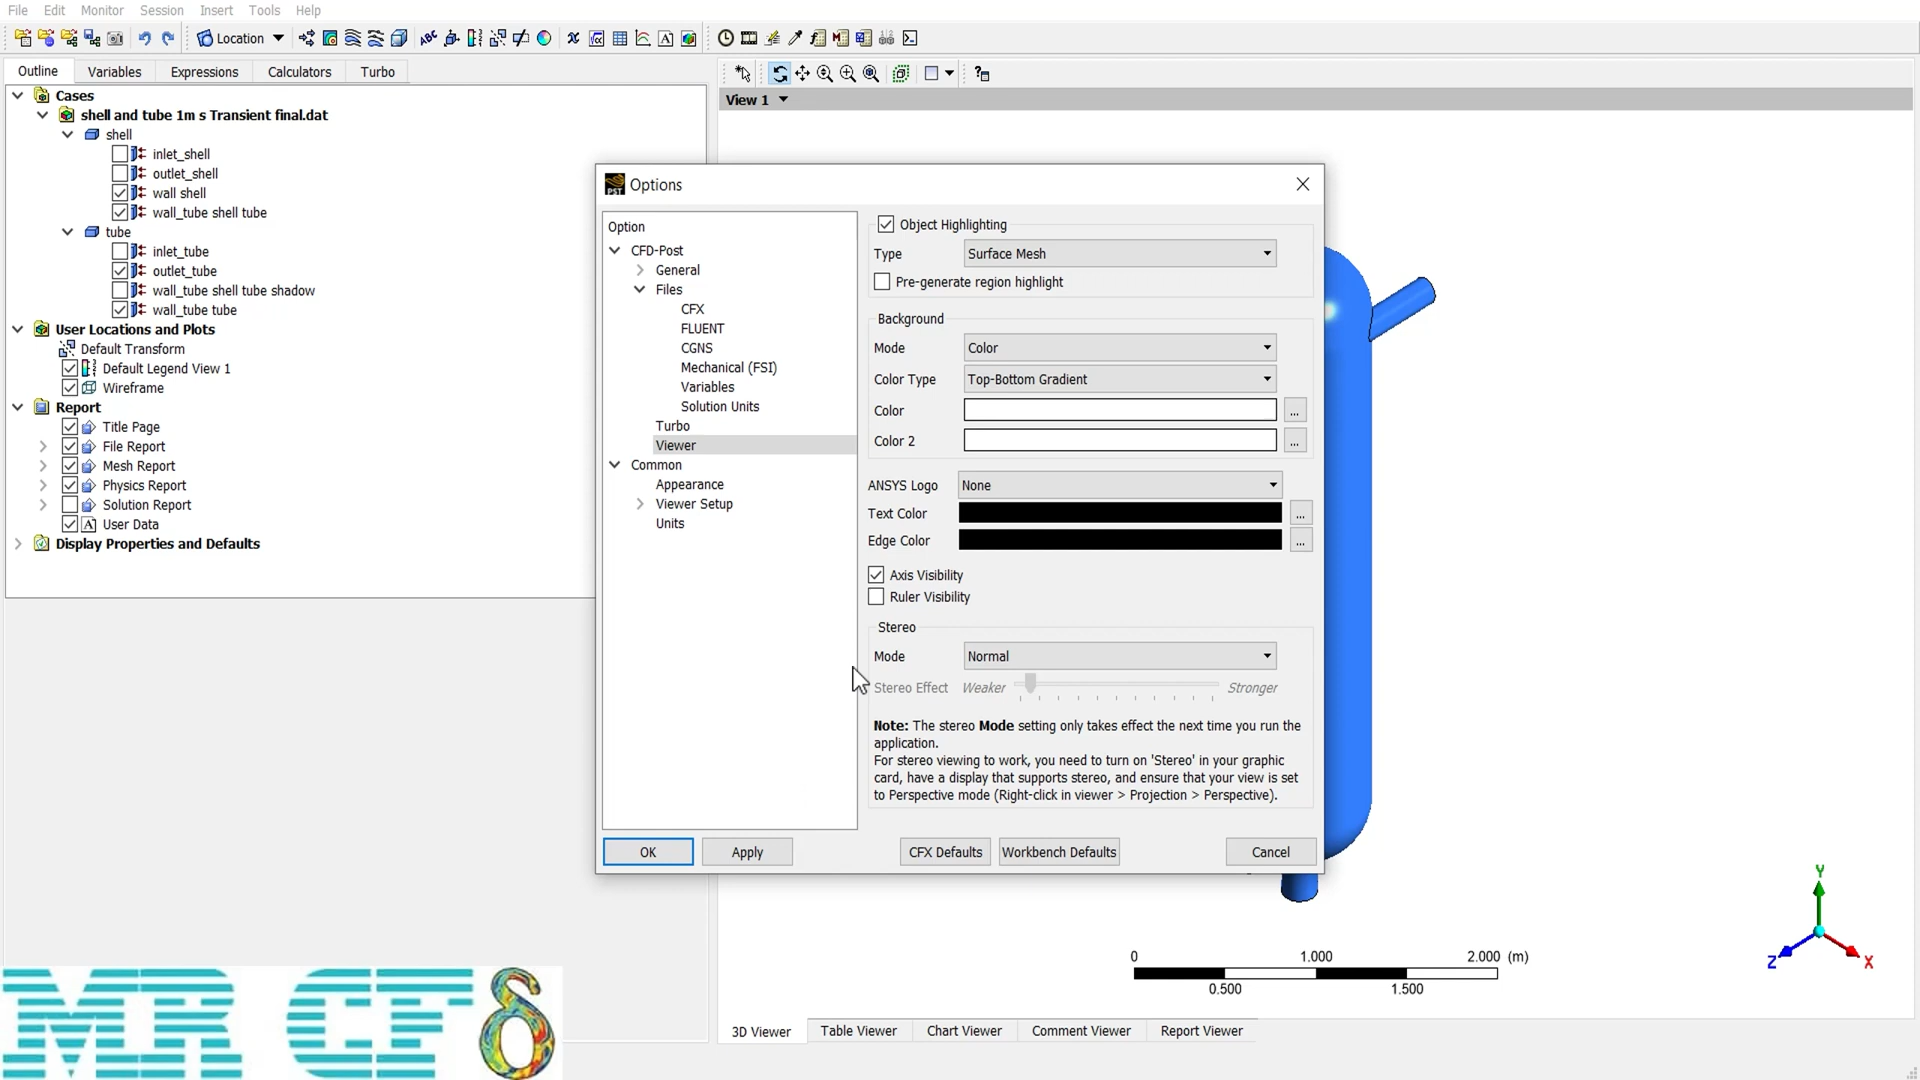 File Edit Monitor Session Insert Tools Help
Location
Outline Variables Expressions Calculators Turbo
View 1
Cases
shell and tube 1m s Transient final.dat
shell
inlet_shell
outlet_shell
wall shell
wall_tube shell tube
tube
inlet_tube
outlet_tube
wall_tube shell tube shadow
wall_tube tube
User Locations and Plots
Default Transform
Default Legend View 1
Wireframe
Report
Title Page
File Report
Mesh Report
Physics Report
Solution Report
A User Data
Display Properties and Defaults
PST Options
Option
CFD-Post
General
Files
CFX
FLUENT
CGNS
Mechanical (FSI)
Variables
Solution Units
Turbo
Viewer
Common
Appearance
Viewer Setup
Units
Object Highlighting
Type Surface Mesh
Pre-generate region highlight
Background
Mode Color
Color Type Top-Bottom Gradient
Color ...
Color 2 ...
ANSYS Logo None
Text Color ...
Edge Color ...
Axis Visibility
Ruler Visibility
Stereo
Mode Normal
Stereo Effect Weaker Stronger
Note: The stereo Mode setting only takes effect the next time you run the
application.
For stereo viewing to work, you need to turn on 'Stereo' in your graphic
card, have a display that supports stereo, and ensure that your view is set
to Perspective mode (Right-click in viewer > Projection > Perspective).
OK Apply CFX Defaults Workbench Defaults Cancel
Y
Z X
0 1.000 2.000 (m)
0.500 1.500
3D Viewer Table Viewer Chart Viewer Comment Viewer Report Viewer
MR CFδ